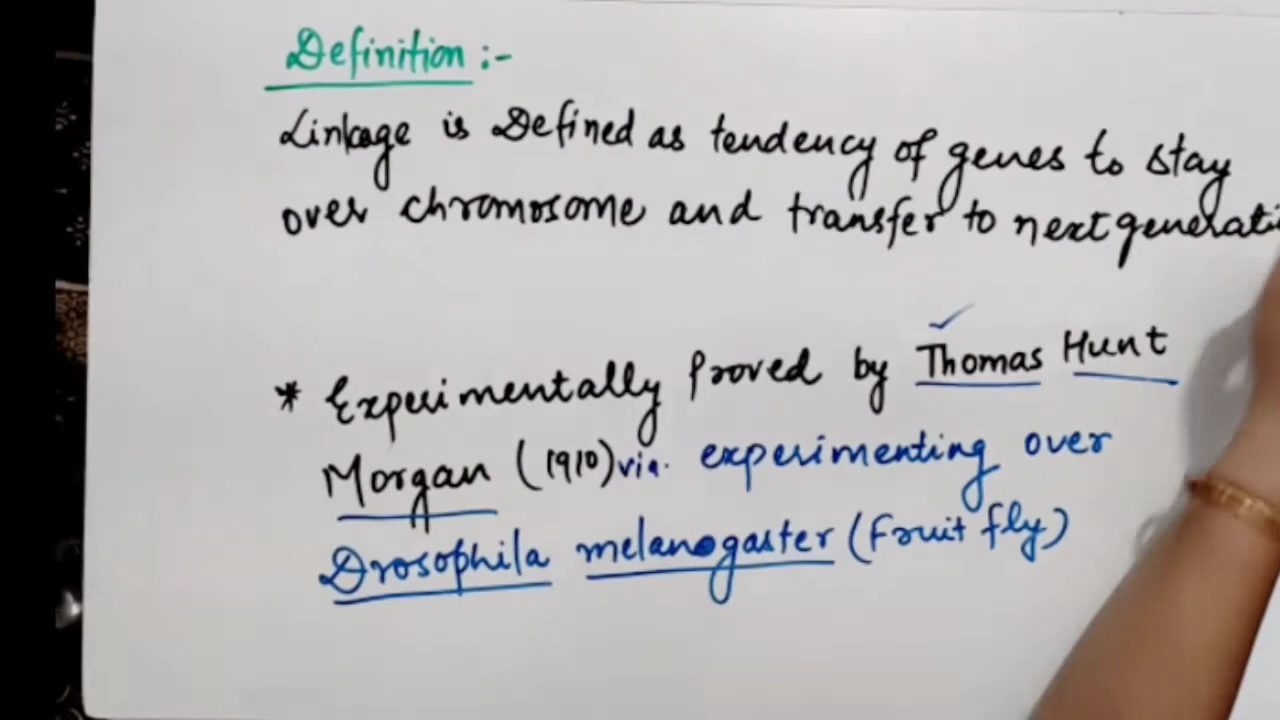 Definition :-
Linkage is Defined as tendency of genes to stay
over chromosome and transfer to next generati
* Experimentally Proved by Thomas Hunt
Morgan (1910) via. experimenting over
Drosophila melanogaster (Fruit fly)